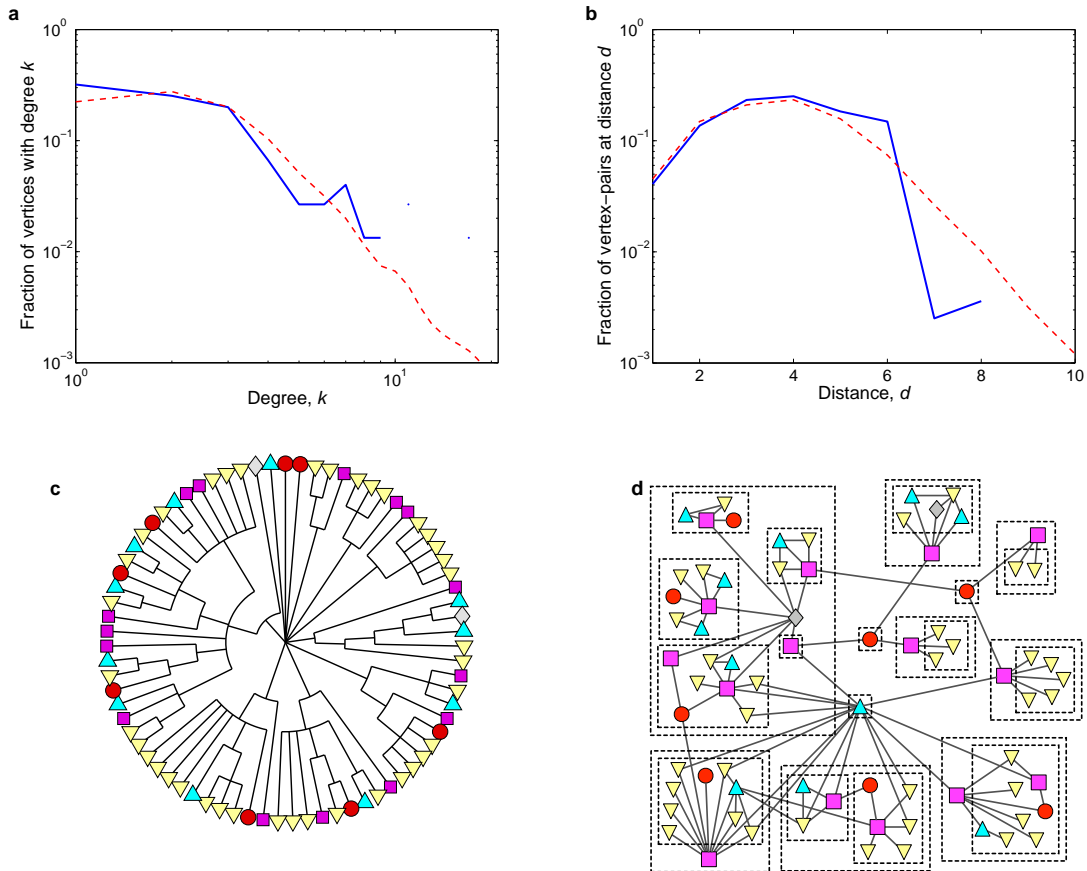 a
10^0
10^-1
10^-2
10^-3
Fraction of vertices with degree k
10^0
10^1
Degree, k
b
10^0
10^-1
10^-2
10^-3
Fraction of vertex-pairs at distance d
2
4
6
8
10
Distance, d
c
d